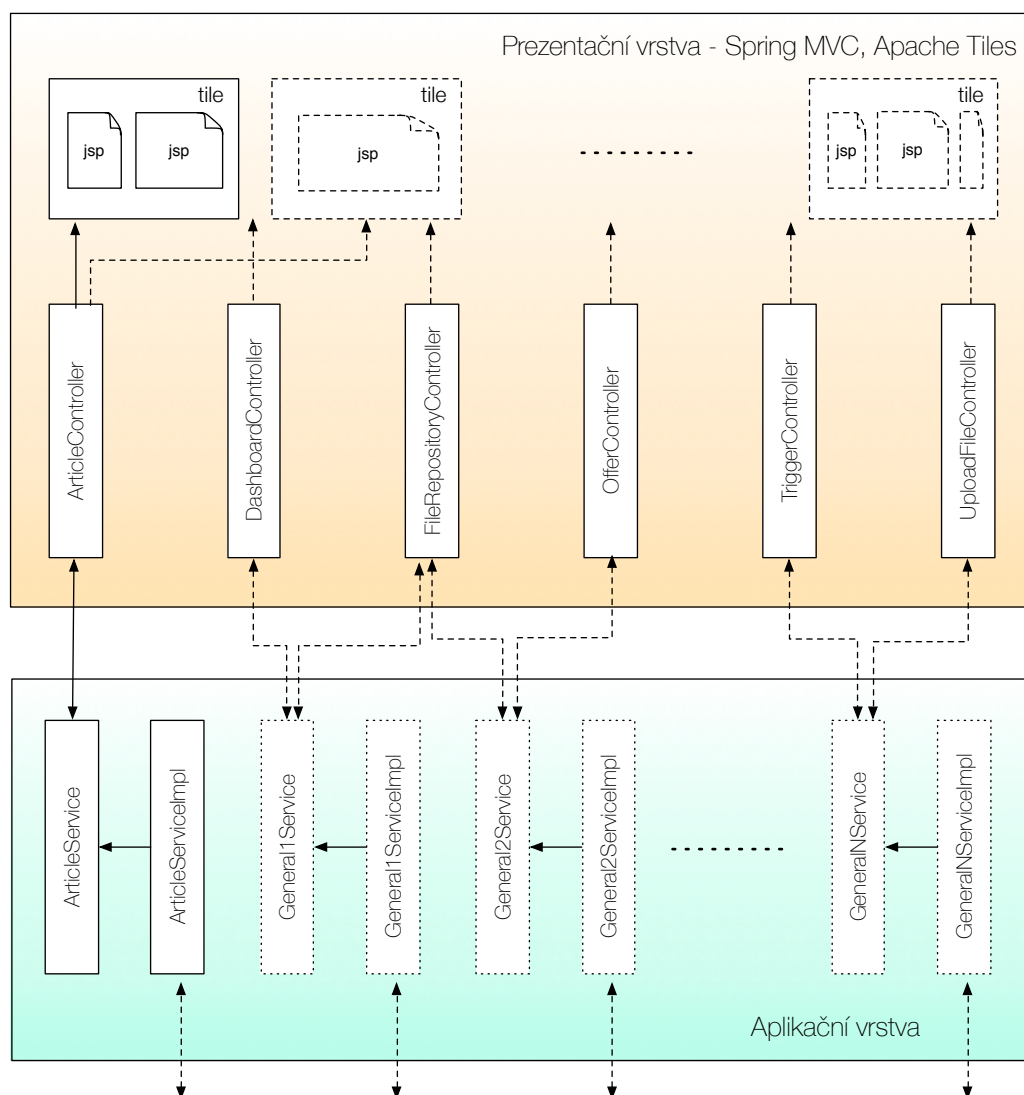 Prezentační vrstva - Spring MVC, Apache Tiles
tile
jsp
jsp
tile
jsp
tile
jsp
jsp
ArticleController
DashboardController
FileRepositoryController
OfferController
TriggerController
UploadFileController
ArticleService
ArticleServiceImpl
General1Service
General1ServiceImpl
General2Service
General2ServiceImpl
GeneralNService
GeneralNServiceImpl
Aplikační vrstva